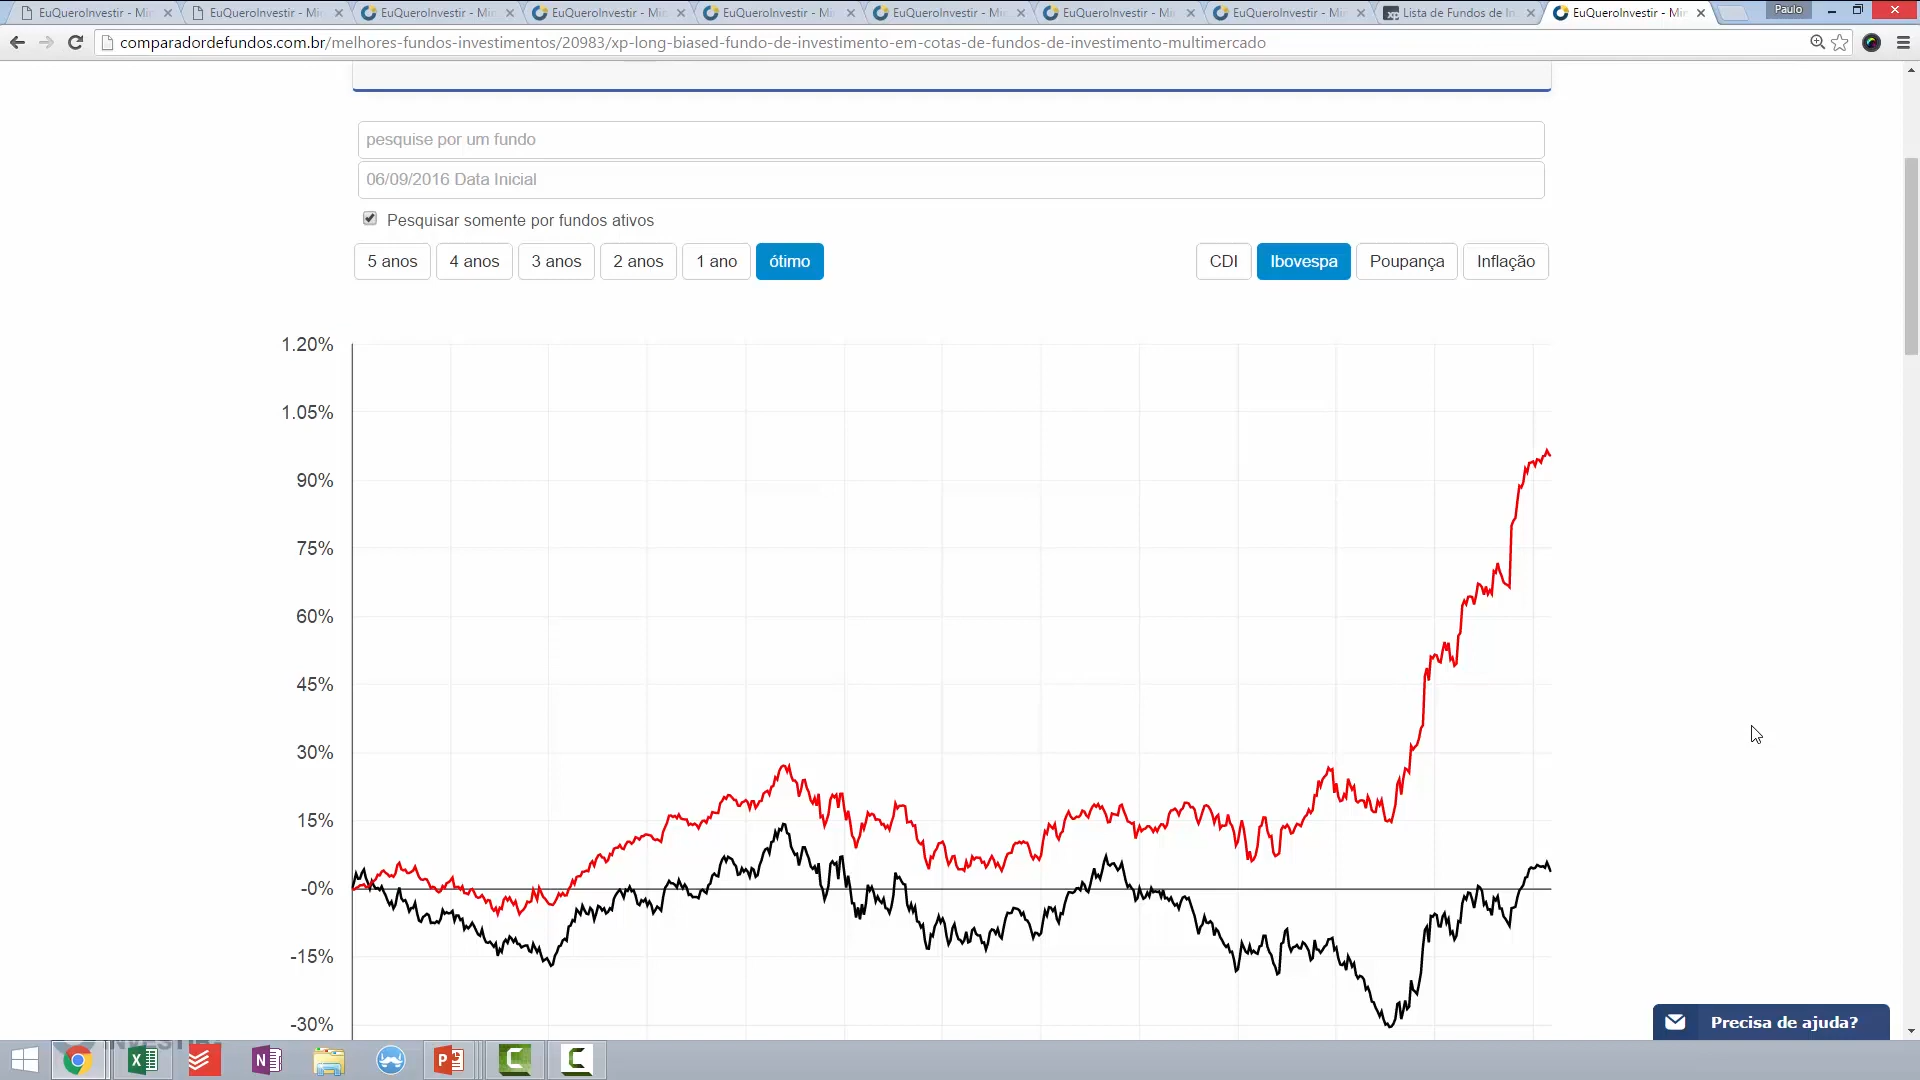 EuQueroInvestir - Mi
EuQueroInvestir - Mi
EuQueroInvestir - Mi
EuQueroInvestir - Mi
EuQueroInvestir - Mi
EuQueroInvestir - Mi
EuQueroInvestir - Mi
EuQueroInvestir - Mi
xp Lista de Fundos de In
EuQueroInvestir - Mi
Paulo
comparadordefundos.com.br/melhores-fundos-investimentos/20983/xp-long-biased-fundo-de-investimento-em-cotas-de-fundos-de-investimento-multimercado
pesquise por um fundo
06/09/2016 Data Inicial
Pesquisar somente por fundos ativos
5 anos 4 anos 3 anos 2 anos 1 ano ótimo CDI Ibovespa Poupança Inflação
1.20%
1.05%
90%
75%
60%
45%
30%
15%
-0%
-15%
-30%
Precisa de ajuda?